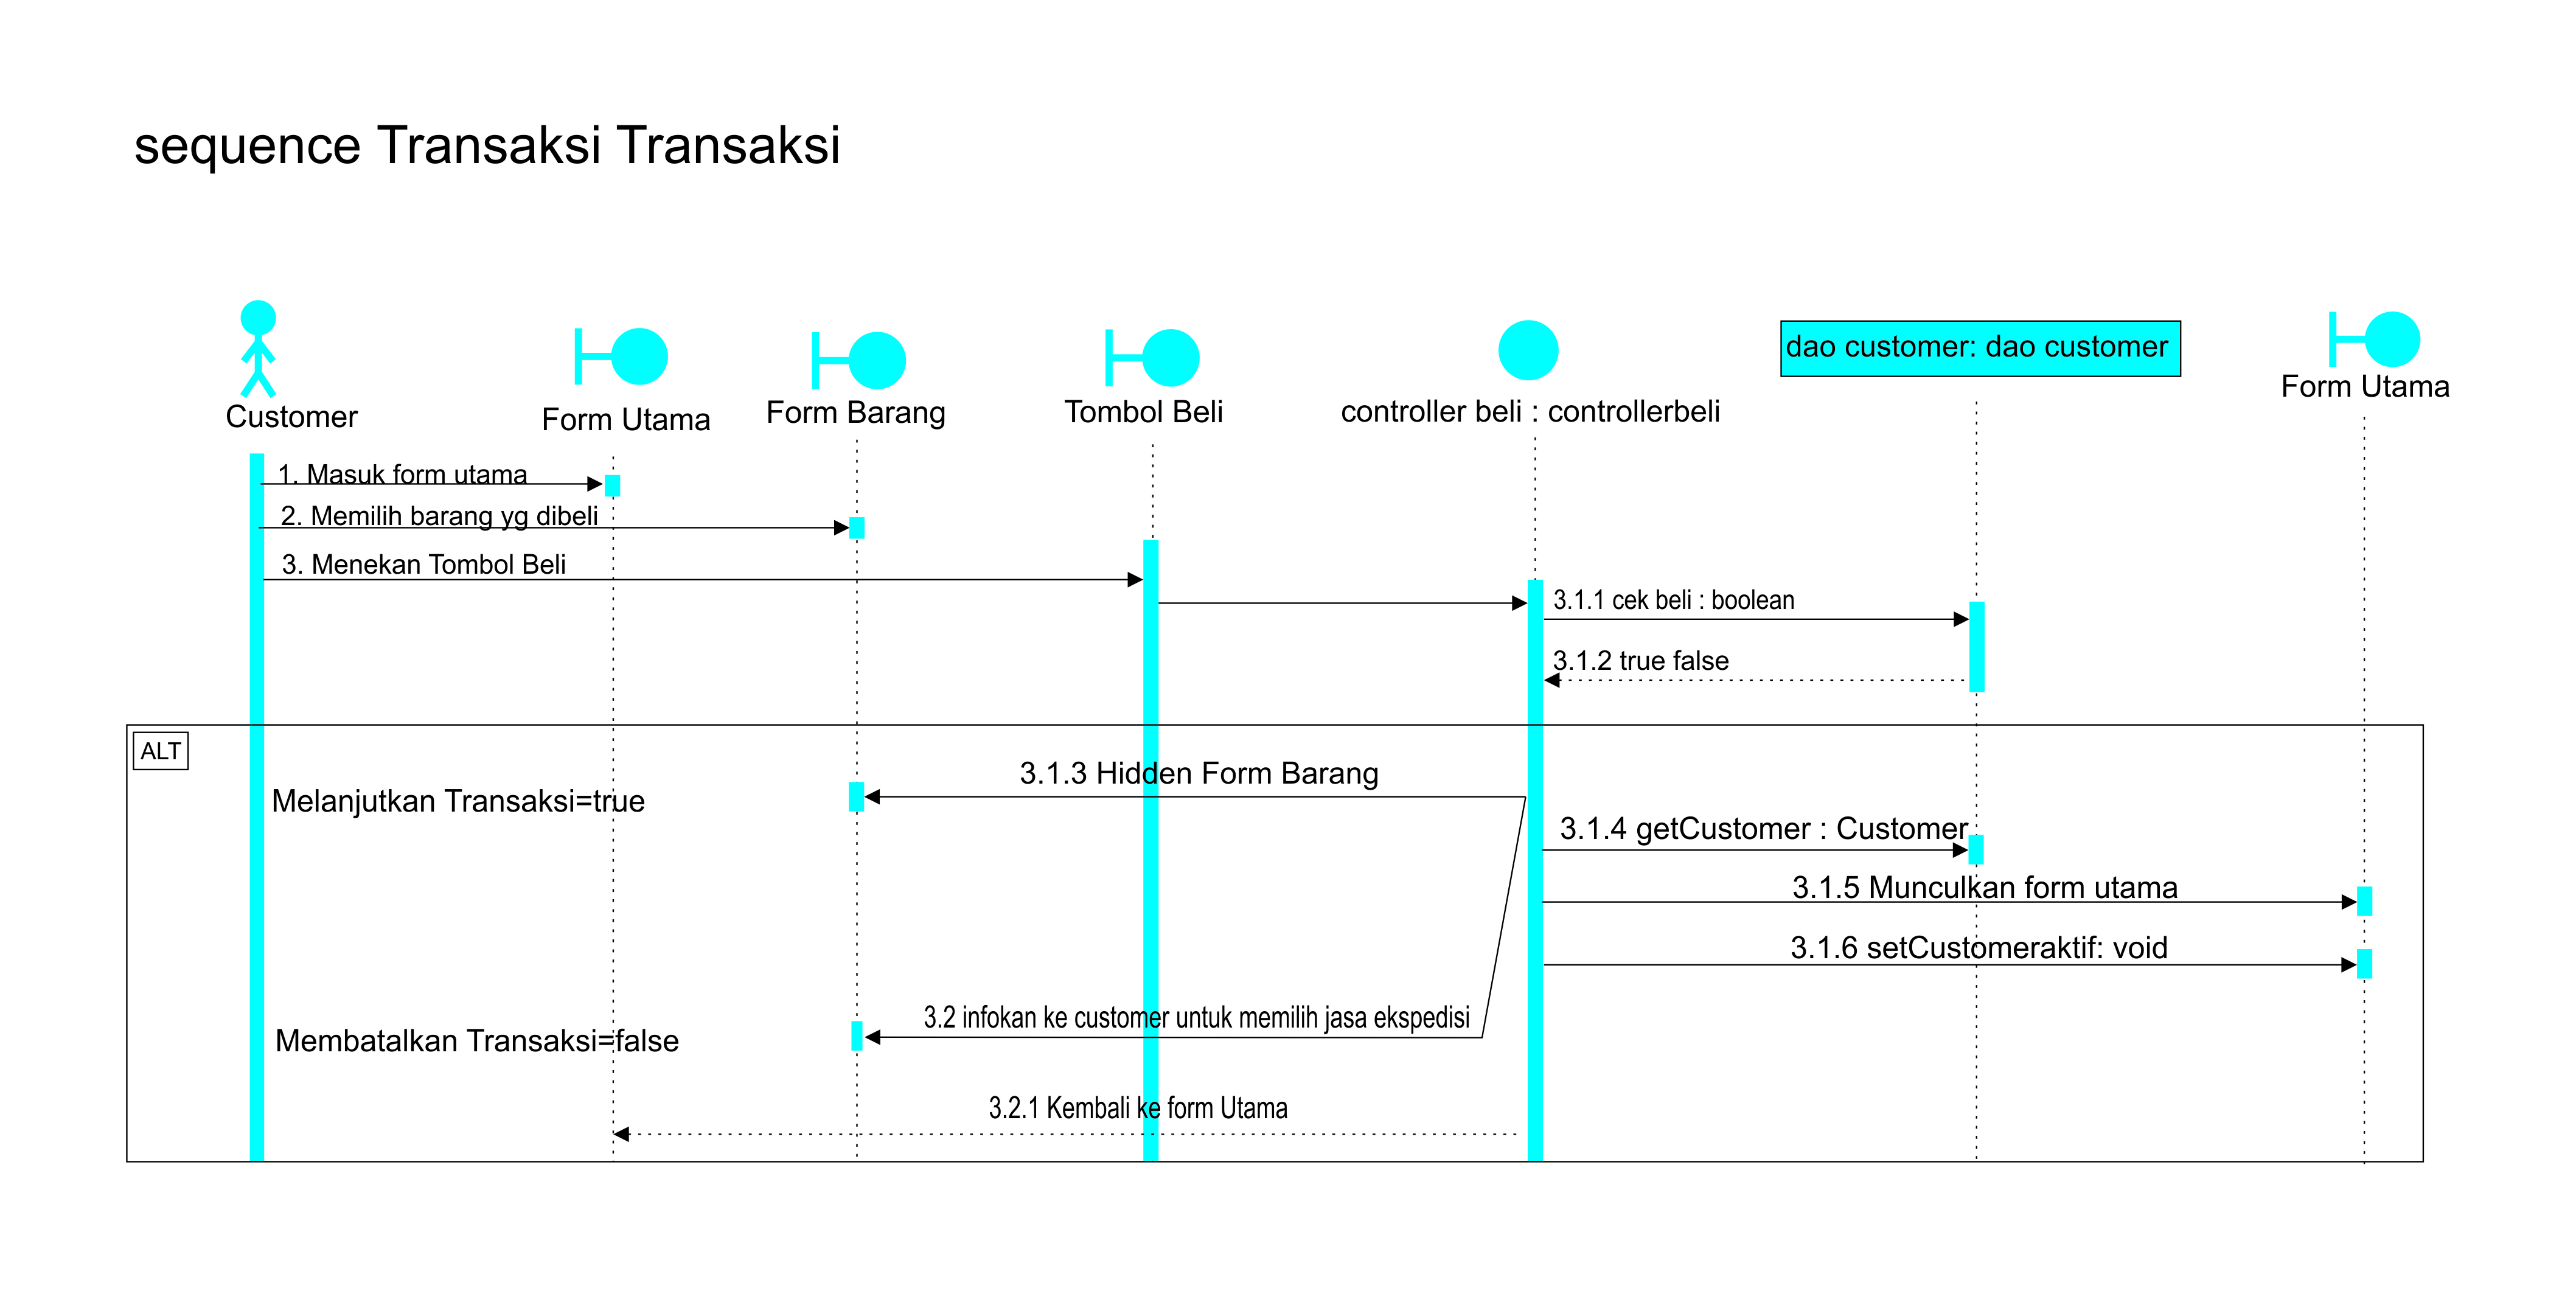 sequence Transaksi Transaksi
Customer
Form Utama
Form Barang
Tombol Beli
controller beli : controllerbeli
dao customer: dao customer
Form Utama
1. Masuk form utama
2. Memilih barang yg dibeli
3. Menekan Tombol Beli
3.1.1 cek beli : boolean
3.1.2 true false
ALT
3.1.3 Hidden Form Barang
Melanjutkan Transaksi=true
3.1.4 getCustomer : Customer
3.1.5 Munculkan form utama
3.1.6 setCustomeraktif: void
3.2 infokan ke customer untuk memilih jasa ekspedisi
Membatalkan Transaksi=false
3.2.1 Kembali ke form Utama